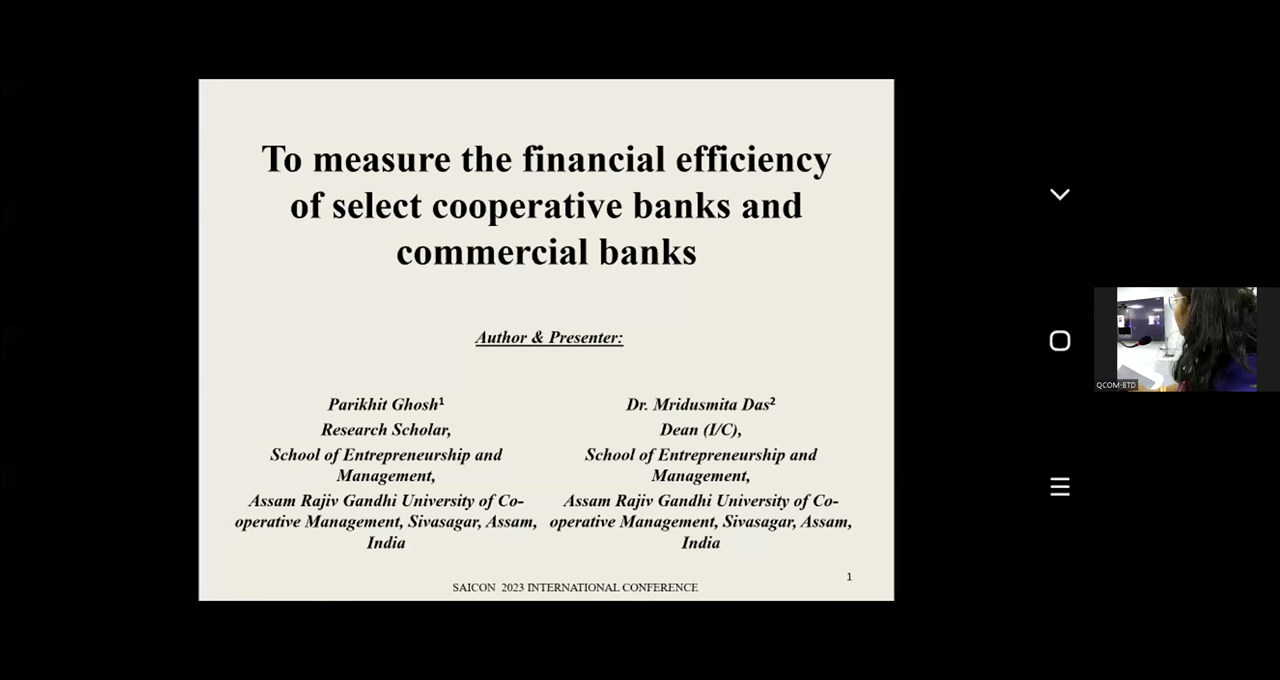 To measure the financial efficiency
of select cooperative banks and
commercial banks
Author & Presenter:
Parikhit Ghosh¹
Research Scholar,
School of Entrepreneurship and
Management,
Assam Rajiv Gandhi University of Co-
operative Management, Sivasagar, Assam,
India
Dr. Mridusmita Das²
Dean (I/C),
School of Entrepreneurship and
Management,
Assam Rajiv Gandhi University of Co-
operative Management, Sivasagar, Assam,
India
SAICON 2023 INTERNATIONAL CONFERENCE
1
QCOM-BTD